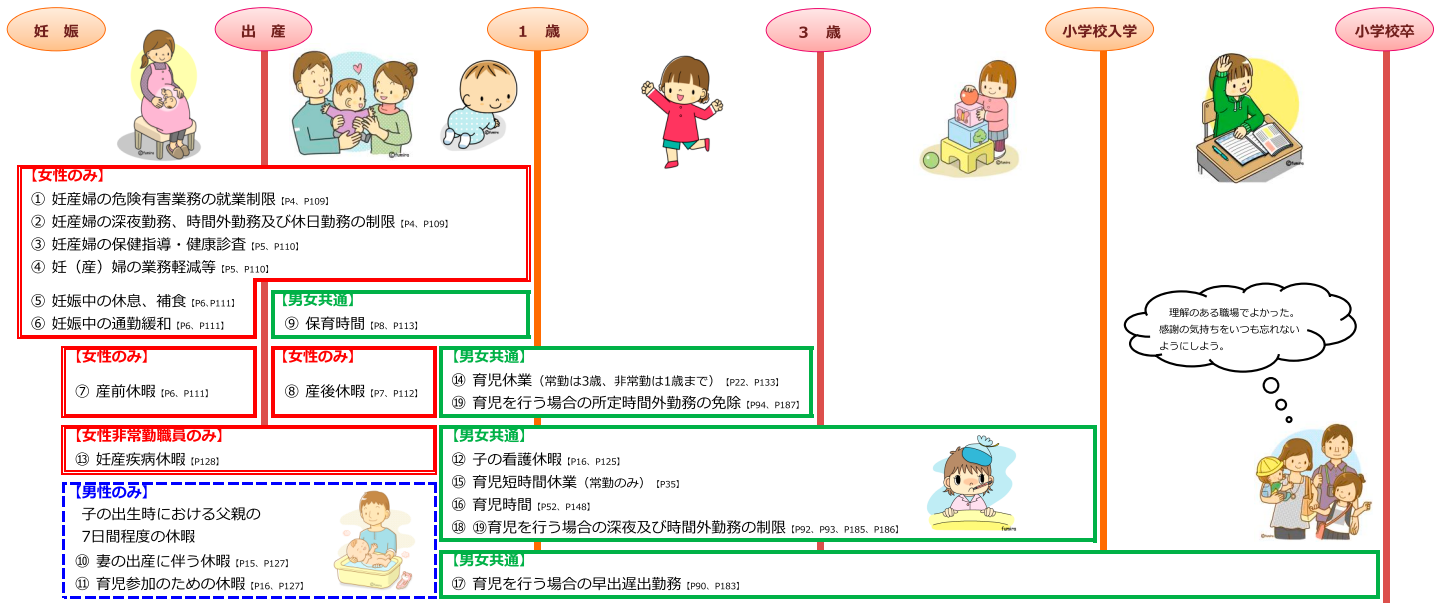 妊　娠
出　産
１　歳
３　歳
小学校入学
小学校卒
©fumira
©fumira
©fumira
©fumira
©fumira
©fumira
【女性のみ】
① 妊産婦の危険有害業務の就業制限【P4、P109】
② 妊産婦の深夜勤務、時間外勤務及び休日勤務の制限【P4、P109】
③ 妊産婦の保健指導・健康診査【P5、P110】
④ 妊（産）婦の業務軽減等【P5、P110】
⑤ 妊娠中の休息、補食【P6、P111】
⑥ 妊娠中の通勤緩和【P6、P111】
【男女共通】
⑨ 保育時間【P8、P113】
理解のある職場でよかった。
感謝の気持ちをいつも忘れない
ようにしよう。
【女性のみ】
⑦ 産前休暇【P6、P111】
【女性のみ】
⑧ 産後休暇【P7、P112】
【男女共通】
⑭ 育児休業（常勤は3歳、非常勤は1歳まで）【P22、P133】
⑲ 育児を行う場合の所定時間外勤務の免除【P94、P187】
【女性非常勤職員のみ】
⑬ 妊産疾病休暇【P128】
【男女共通】
⑫ 子の看護休暇【P16、P125】
⑮ 育児短時間休業（常勤のみ）【P35】
⑯ 育児時間【P52、P148】
⑱ ⑲育児を行う場合の深夜及び時間外勤務の制限【P92、P93、P185、P186】
fumira
©fumira
【男性のみ】
子の出生時における父親の
7日間程度の休暇
⑩ 妻の出産に伴う休暇【P15、P127】
⑪ 育児参加のための休暇【P16、P127】
【男女共通】
⑰ 育児を行う場合の早出遅出勤務【P90、P183】